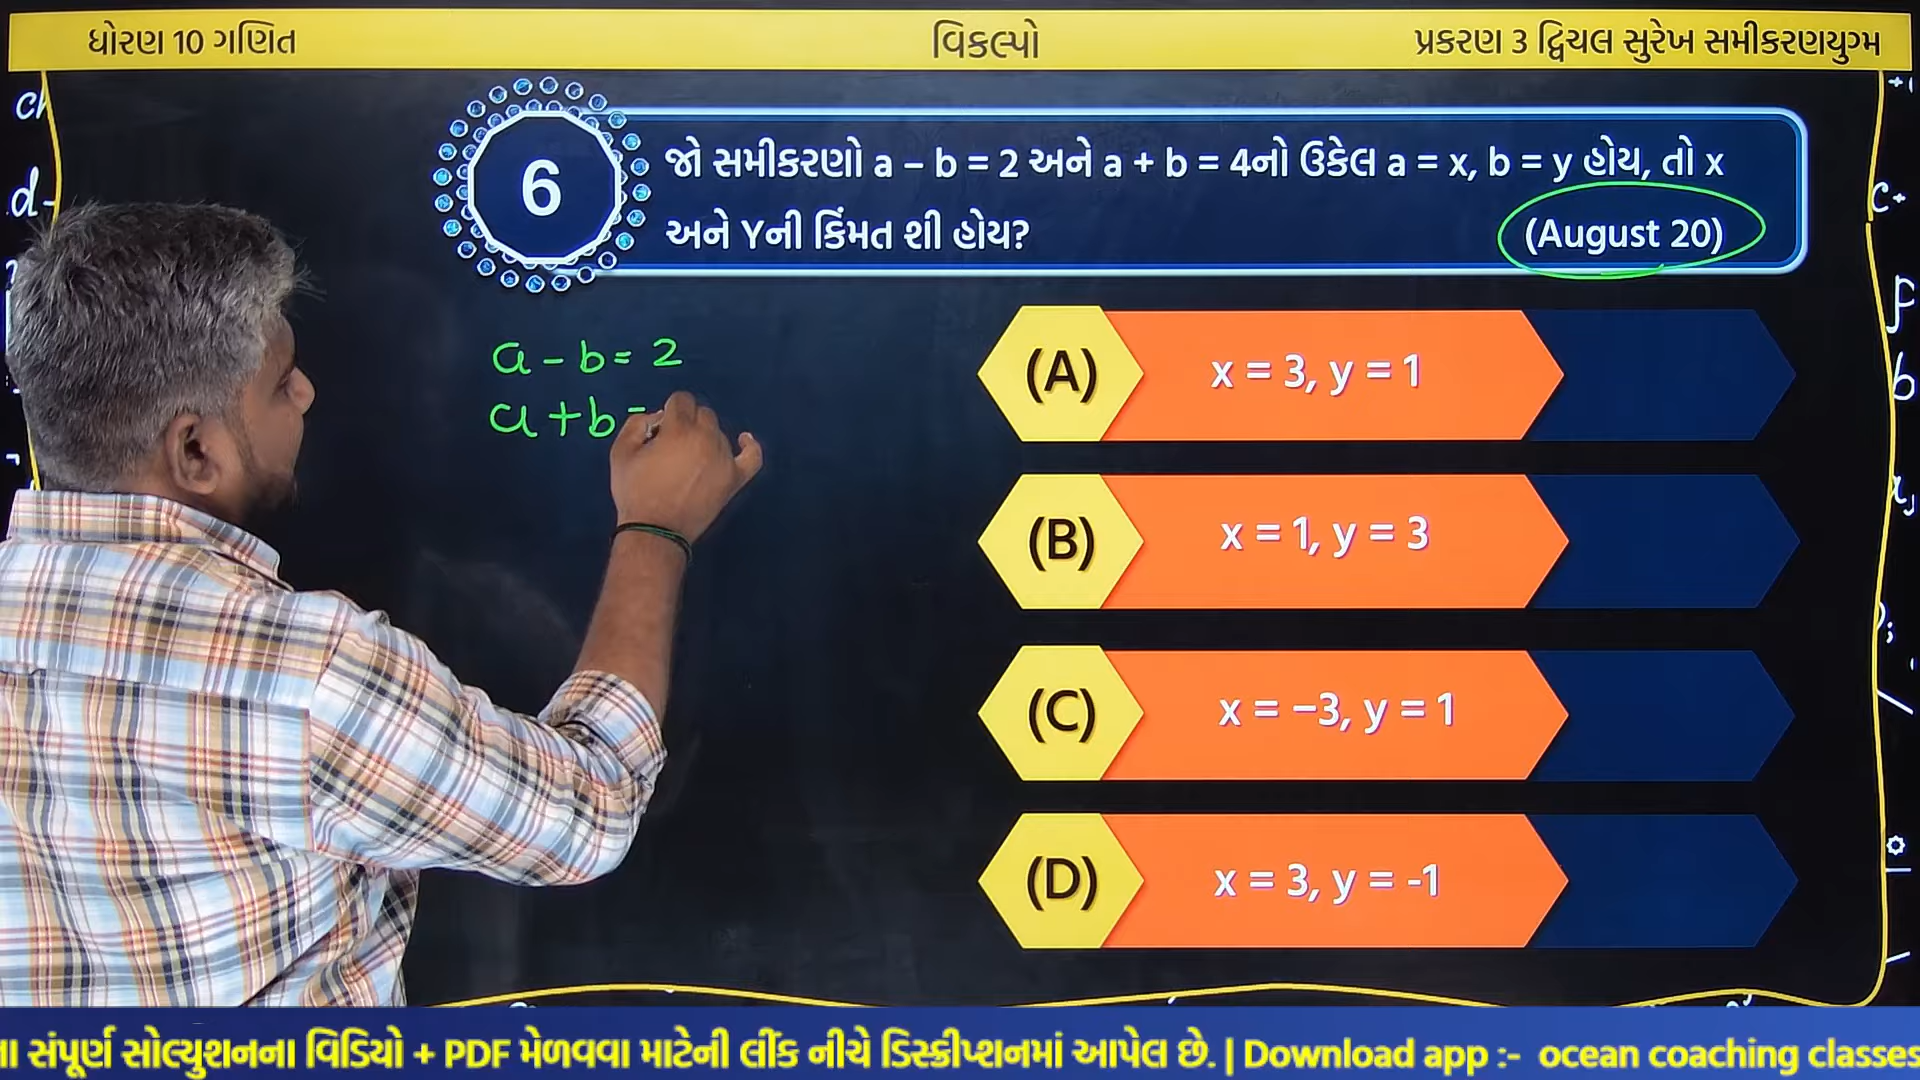 ધોરણ 10 ગણિત
વિકલ્પો
પ્રકરણ 3 દ્વિચલ સુરેખ સમીકરણયુગ્મ
6
જો સમીકરણો a – b = 2 અને a + b = 4નો ઉકેલ a = x, b = y હોય, તો x
અને Yની કિંમત શી હોય?
(August 20)
a - b = 2
a + b =
(A) x = 3, y = 1
(B) x = 1, y = 3
(C) x = –3, y = 1
(D) x = 3, y = -1
સંપૂર્ણ સોલ્યુશનના વિડિયો + PDF મેળવવા માટેની લીંક નીચે ડિસ્ક્રીપ્શનમાં આપેલ છે. | Download app :- ocean coaching classes